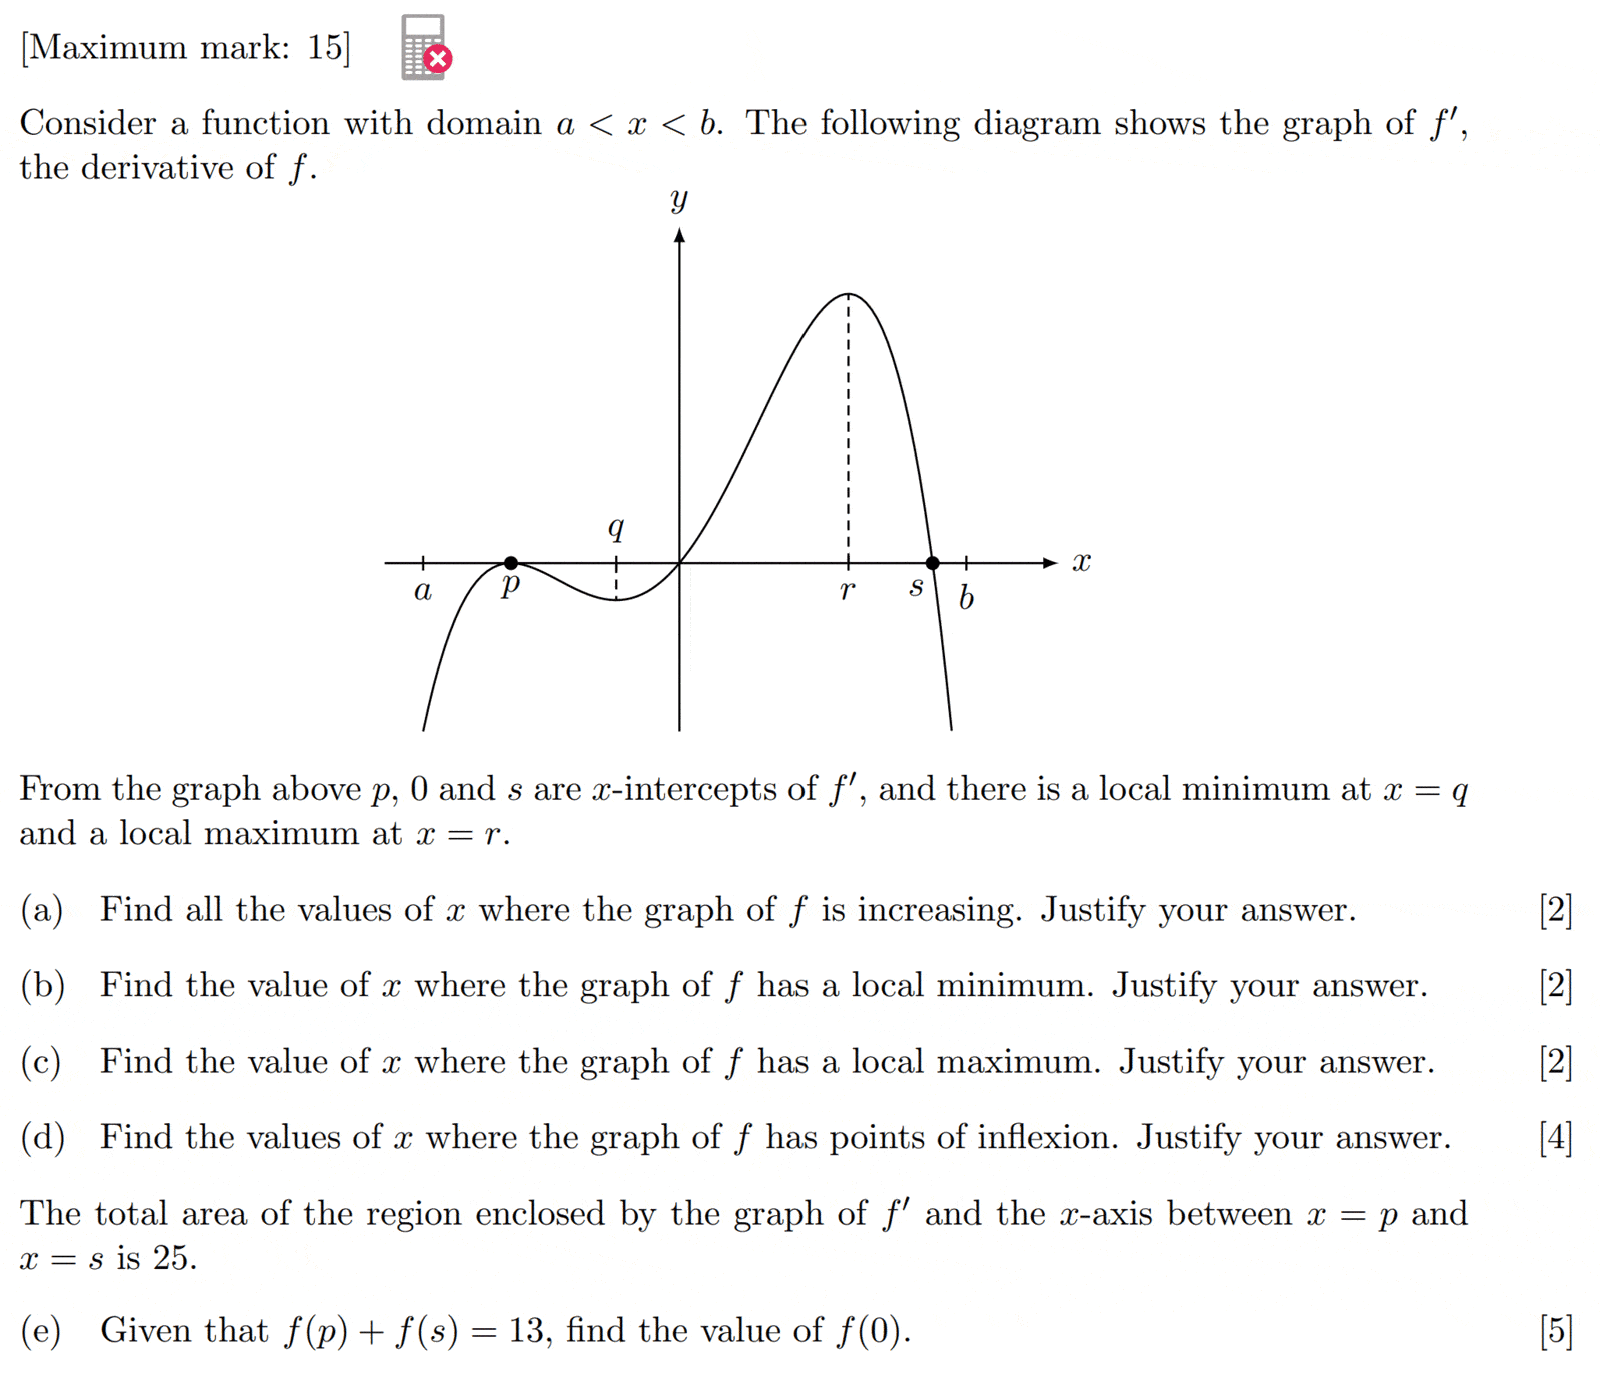 [Maximum mark: 15]
Consider a function with domain a < x < b. The following diagram shows the graph of f′,
the derivative of f.
y
q
x
a p r s b
From the graph above p, 0 and s are x-intercepts of f′, and there is a local minimum at x = q
and a local maximum at x = r.
(a) Find all the values of x where the graph of f is increasing. Justify your answer. [2]
(b) Find the value of x where the graph of f has a local minimum. Justify your answer. [2]
(c) Find the value of x where the graph of f has a local maximum. Justify your answer. [2]
(d) Find the values of x where the graph of f has points of inflexion. Justify your answer. [4]
The total area of the region enclosed by the graph of f′ and the x-axis between x = p and
x = s is 25.
(e) Given that f(p) + f(s) = 13, find the value of f(0). [5]